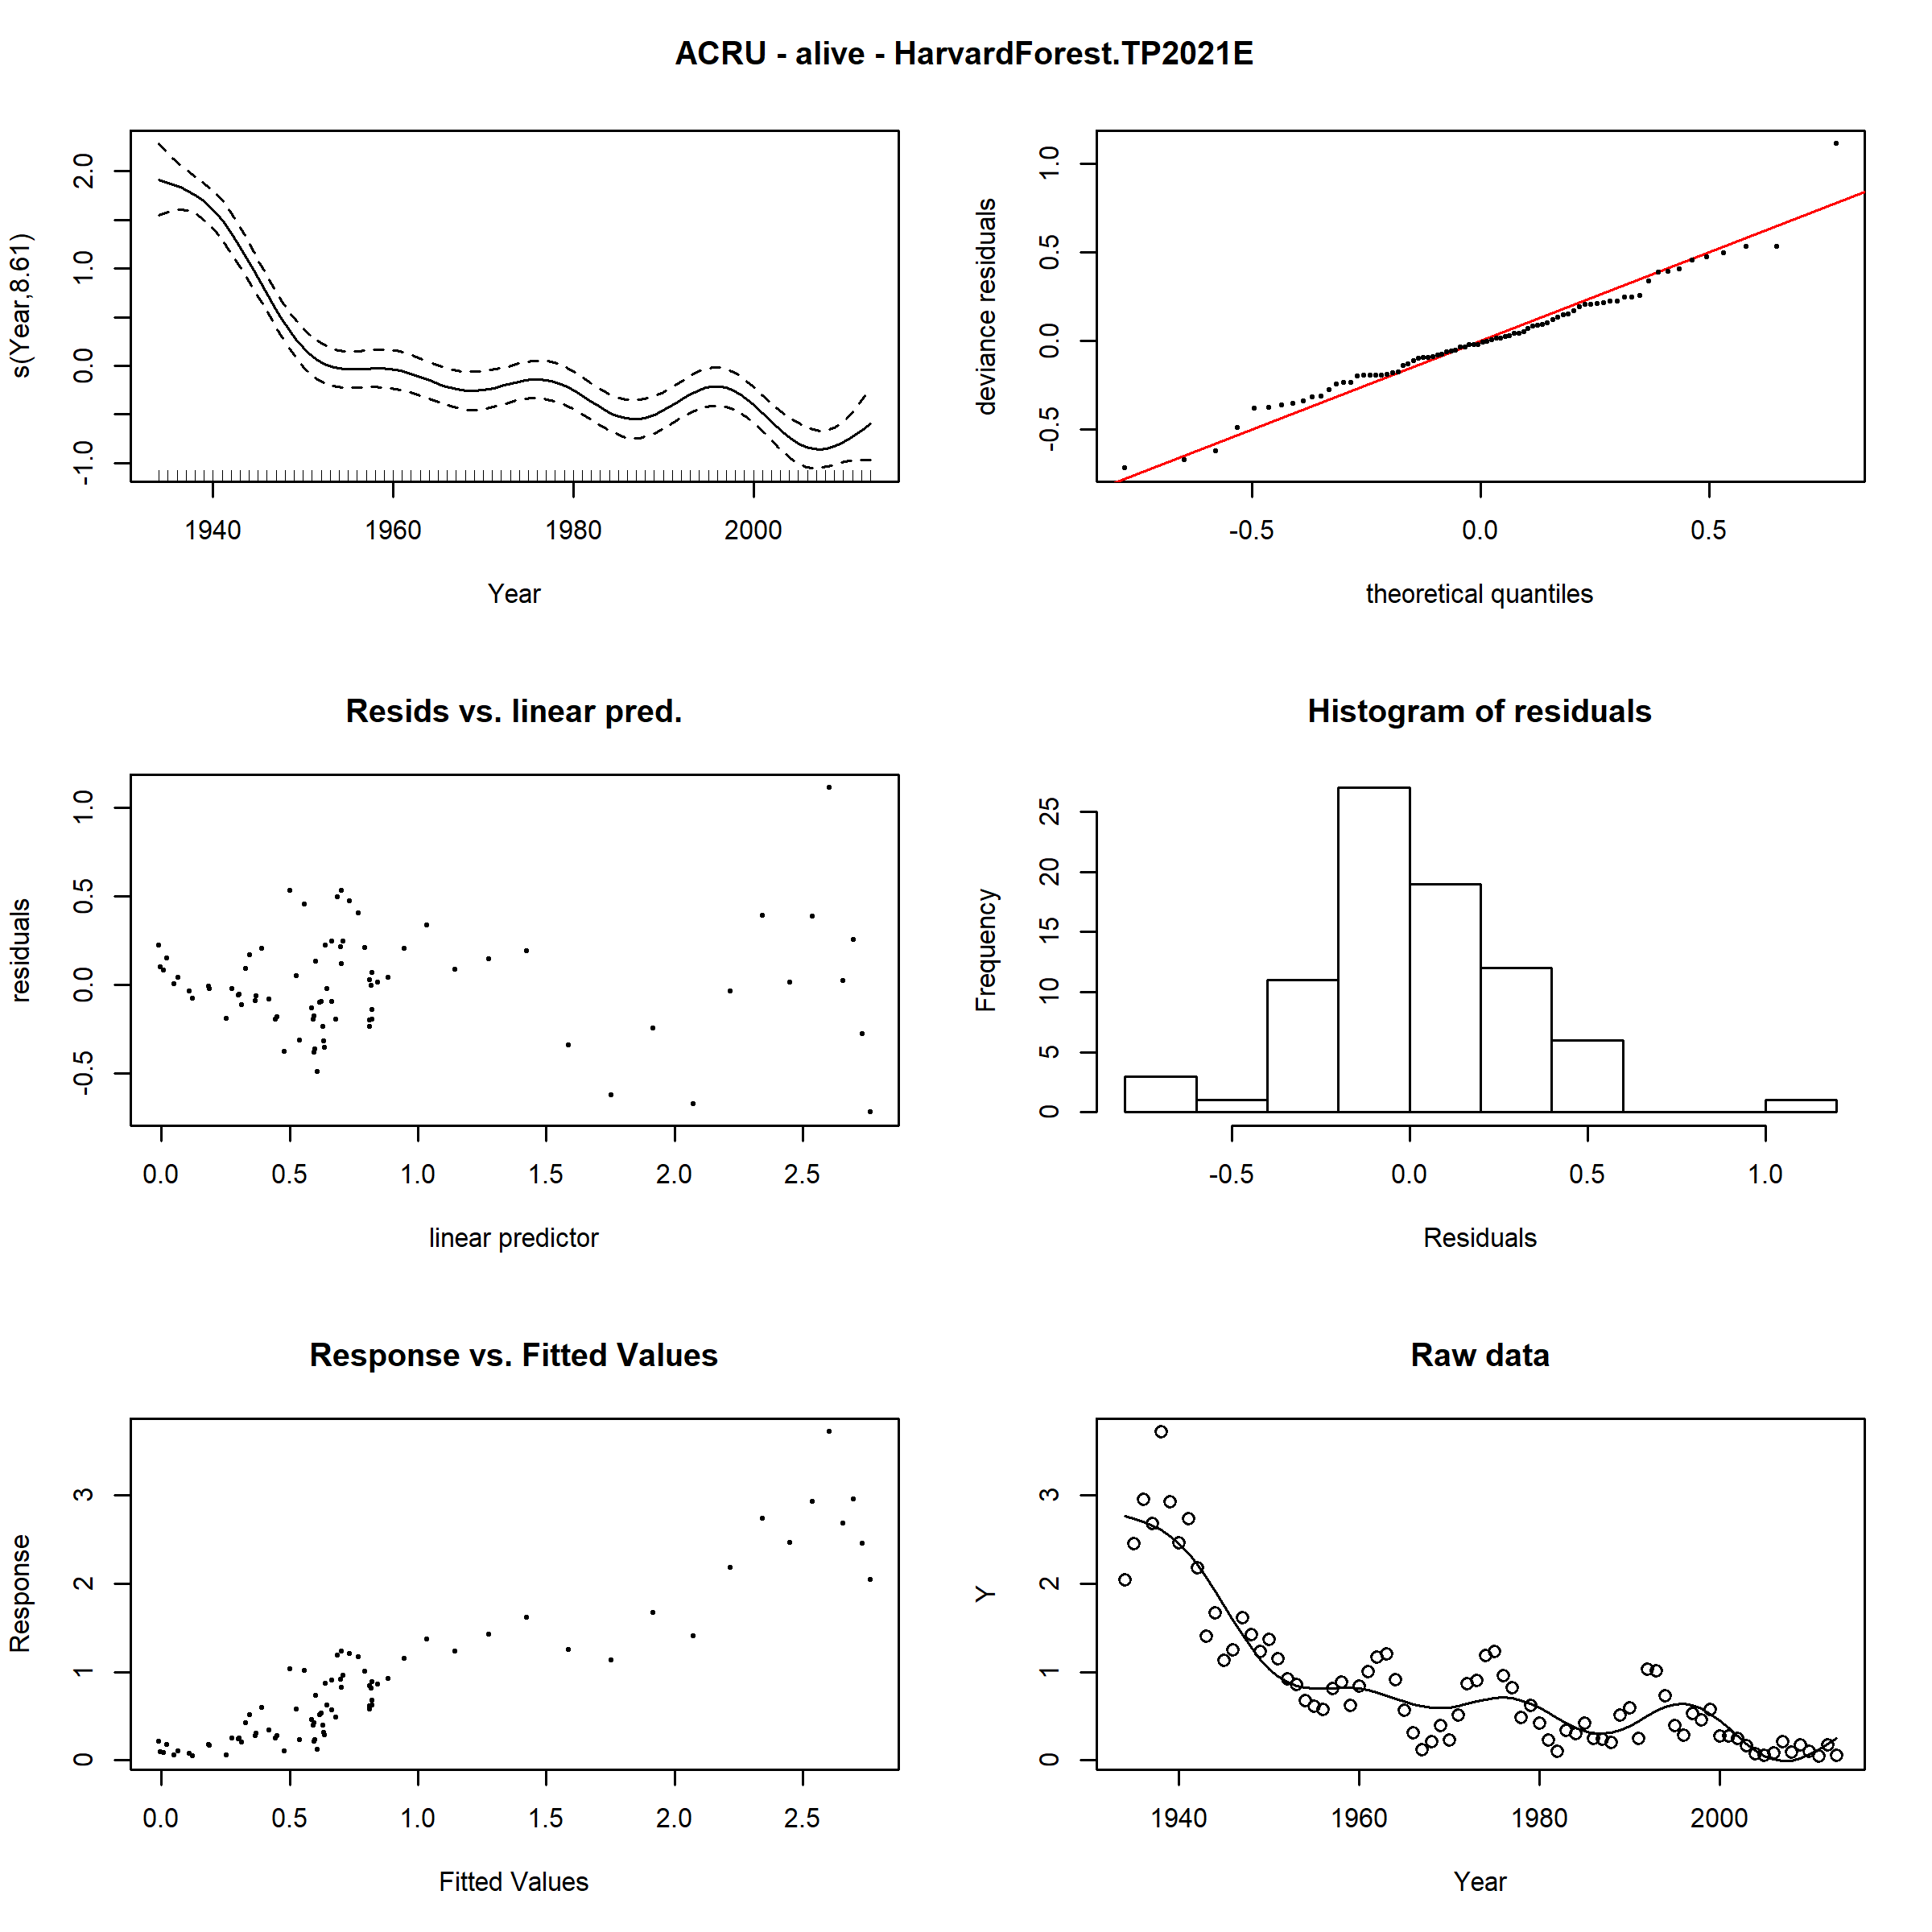 ACRU - alive - HarvardForest.TP2021E
s(Year,8.61)
-1.0 0.0 1.0 2.0
1940 1960 1980 2000
Year
deviance residuals
-0.5 0.0 0.5 1.0
-0.5 0.0 0.5
theoretical quantiles
Resids vs. linear pred.
residuals
-0.5 0.0 0.5 1.0
0.0 0.5 1.0 1.5 2.0 2.5
linear predictor
Histogram of residuals
Frequency
0 5 10 15 20 25
-0.5 0.0 0.5 1.0
Residuals
Response vs. Fitted Values
Response
0 1 2 3
0.0 0.5 1.0 1.5 2.0 2.5
Fitted Values
Raw data
Y
0 1 2 3
1940 1960 1980 2000
Year